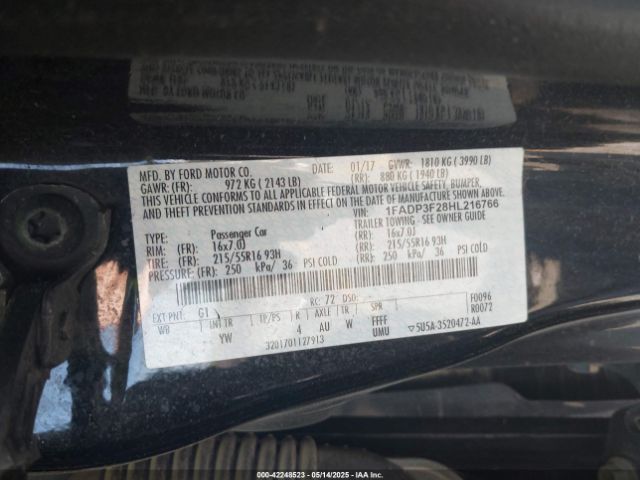 MFD. BY FORD MOTOR CO.
DATE: 01/17 GVWR: 1810 KG ( 3990 LB)
GAWR: (FR): 972 KG ( 2143 LB) (RR): 880 KG ( 1940 LB)
THIS VEHICLE CONFORMS TO ALL APPLICABLE FEDERAL MOTOR VEHICLE SAFETY, BUMPER,
AND THEFT PREVENTION STANDARDS IN EFFECT ON THE DATE OF MANUFACTURE SHOWN ABOVE.
VIN: 1FADP3F28HL216766
TYPE: Passenger Car TRAILER TOWING - SEE OWNER GUIDE
RIM: (FR): 16x7.0J (RR): 16x7.0J
TIRE: (FR): 215/55R16 93H (RR): 215/55R16 93H
PRESSURE: (FR): 250 kPa/ 36 PSI COLD (RR): 250 kPa/ 36 PSI COLD
EXT PNT: G1 RC: 72 DSO: F0096
WB INT TR TP/PS R AXLE TR SPR R0072
YW 4 AU W FFFF
UMU
5U5A-3520472-AA
3201701127913
000-42248523 - 05/14/2025 - IAAI.COM